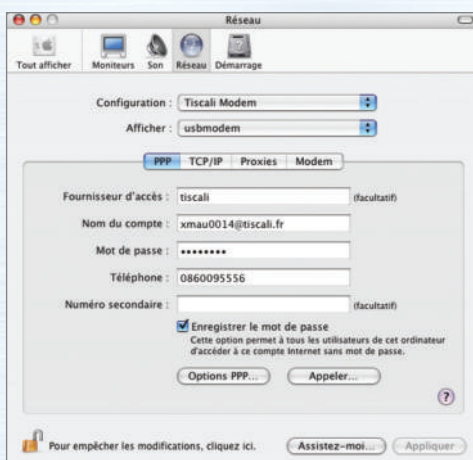 Réseau
Tout afficher Moniteurs Son Réseau Démarrage
Configuration : Tiscali Modem
Afficher : usbmodem
PPP TCP/IP Proxies Modem
Fournisseur d'accès : tiscali (facultatif)
Nom du compte : xmau0014@tiscali.fr
Mot de passe : ••••••••
Téléphone : 0860095556
Numéro secondaire : (facultatif)
Enregistrer le mot de passe
Cette option permet à tous les utilisateurs de cet ordinateur
d'accéder à ce compte Internet sans mot de passe.
Options PPP... Appeler...
?
Pour empêcher les modifications, cliquez ici. Assistez-moi... Appliquer